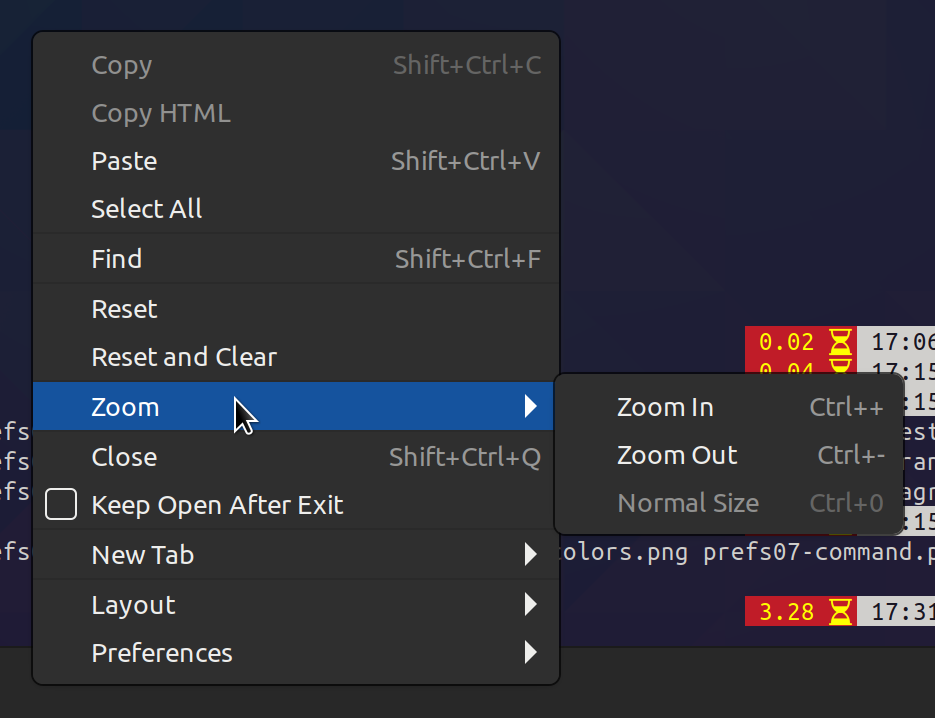 Copy Shift+Ctrl+C
Copy HTML
Paste Shift+Ctrl+V
Select All
Find Shift+Ctrl+F
Reset
Reset and Clear
Zoom
Close Shift+Ctrl+Q
Keep Open After Exit
New Tab
Layout
Preferences
Zoom In Ctrl++
Zoom Out Ctrl+-
Normal Size Ctrl+0
0.02 17:06
0.04 17:15
:15
efs est
efs ran
efs agr
:15
efs olors.png prefs07-command.p
3.28 17:31